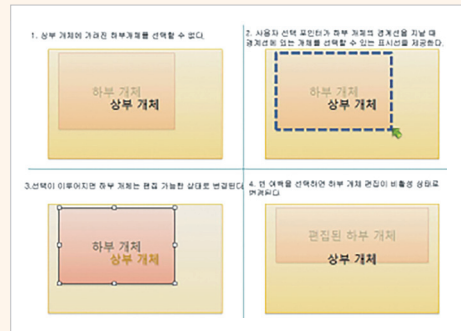 1. 상부 개체에 가려진 하부개체를 선택할 수 없다.
하부 개체
상부 개체
2. 사용자 선택 포인터가 하부 개체의 경계선을 지날 때
경계선에 있는 개체를 선택할 수 있는 표시선을 제공한다.
하부 개체
상부 개체
3.선택이 이루어지면 하부 개체는 편집 가능한 상태로 변경된다
하부 개체
상부 개체
4. 빈 여백을 선택하면 하부 개체 편집이 비활성 상태로
변경된다
편집된 하부 개체
상부 개체